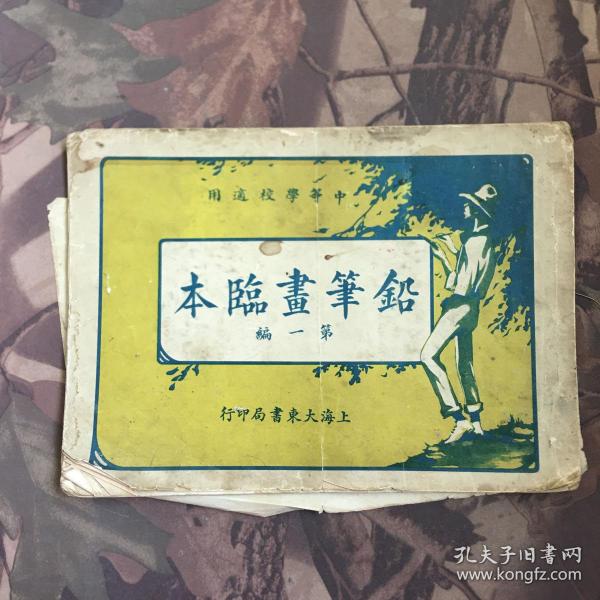 中等學校適用
鉛筆畫臨本
第一編
上海大東書局印行
孔夫子旧书网
www.kongfz.com